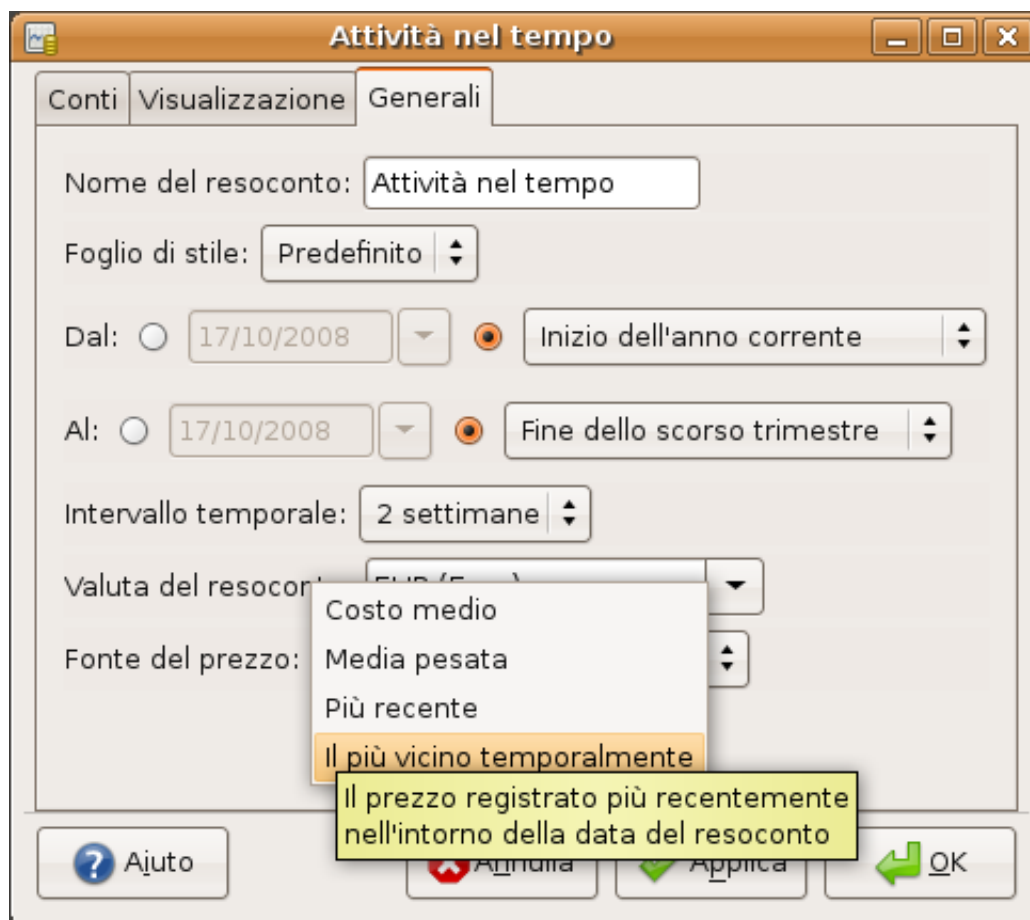 Attività nel tempo
Conti Visualizzazione Generali
Nome del resoconto: Attività nel tempo
Foglio di stile: Predefinito
Dal: 17/10/2008 Inizio dell'anno corrente
Al: 17/10/2008 Fine dello scorso trimestre
Intervallo temporale: 2 settimane
Valuta del resocon
Costo medio
Fonte del prezzo:
Media pesata
Più recente
Il più vicino temporalmente
Il prezzo registrato più recentemente
nell'intorno della data del resoconto
Aiuto Annulla Applica OK